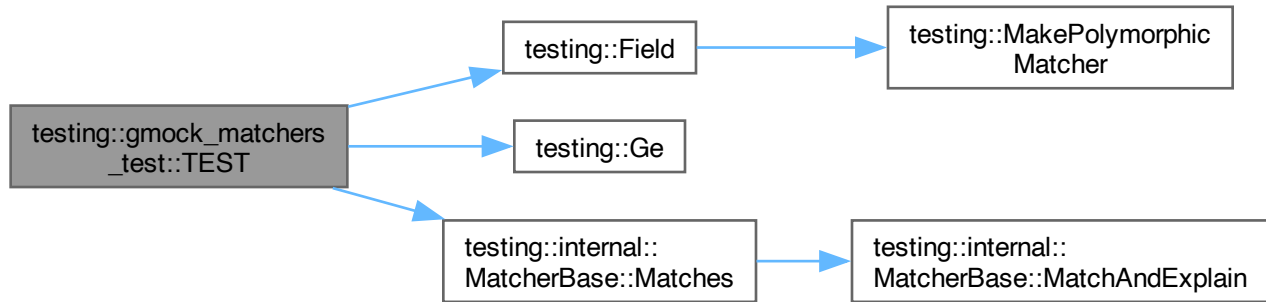 testing::gmock_matchers
_test::TEST
testing::Field
testing::MakePolymorphic
Matcher
testing::Ge
testing::internal::
MatcherBase::Matches
testing::internal::
MatcherBase::MatchAndExplain